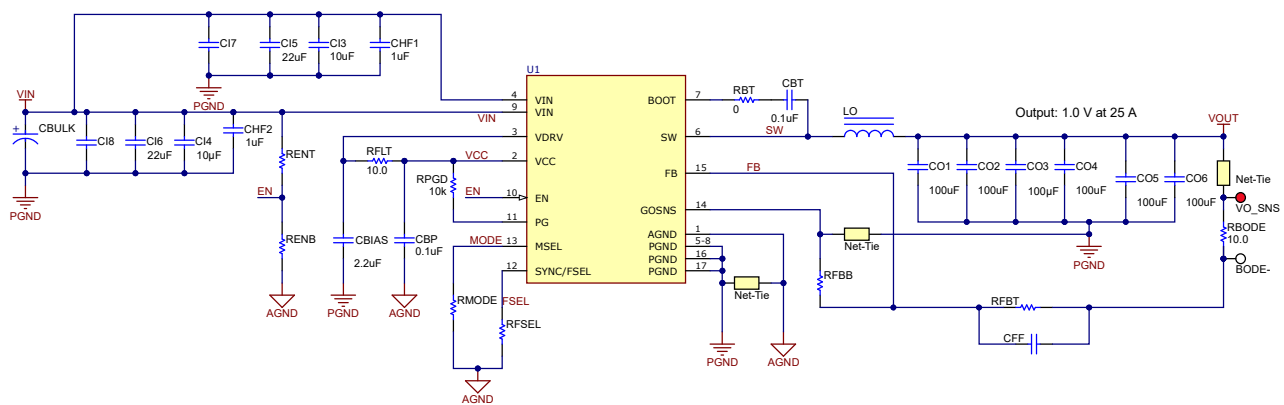 CI7
CI5
22uF
CI3
10uF
CHF1
1uF
PGND
VIN
CBULK
+
CI8
CI6
22uF
CI4
10µF
CHF2
1uF
VIN
RENT
EN
RENB
PGND
AGND
RFLT
10.0
VCC
RPGD
10k
EN
CBIAS
2.2uF
CBP
0.1uF
MODE
RMODE
FSEL
RFSEL
PGND
AGND
AGND
U1
4 VIN
9 VIN
3 VDRV
2 VCC
10 EN
11 PG
13 MSEL
12 SYNC/FSEL
BOOT 7
SW 6
FB 15
GOSNS 14
AGND 1
PGND 5-8
PGND 16
PGND 17
RBT
0
CBT
0.1uF
SW
LO
Output: 1.0 V at 25 A
VOUT
CO1
100uF
CO2
100uF
CO3
100µF
CO4
100uF
CO5
100uF
CO6
100uF
Net-Tie
VO_SNS
RBODE
10.0
BODE-
FB
Net-Tie
PGND
RFBB
Net-Tie
PGND
AGND
RFBT
CFF